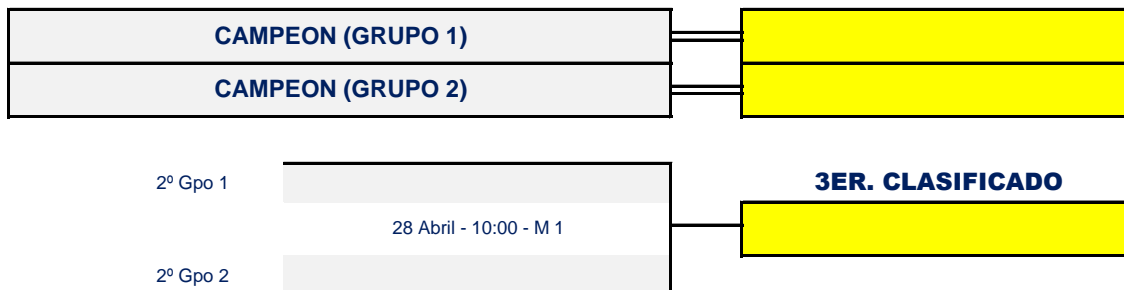 CAMPEON (GRUPO 1)
CAMPEON (GRUPO 2)
2º Gpo 1
3ER. CLASIFICADO
28 Abril - 10:00 - M 1
2º Gpo 2